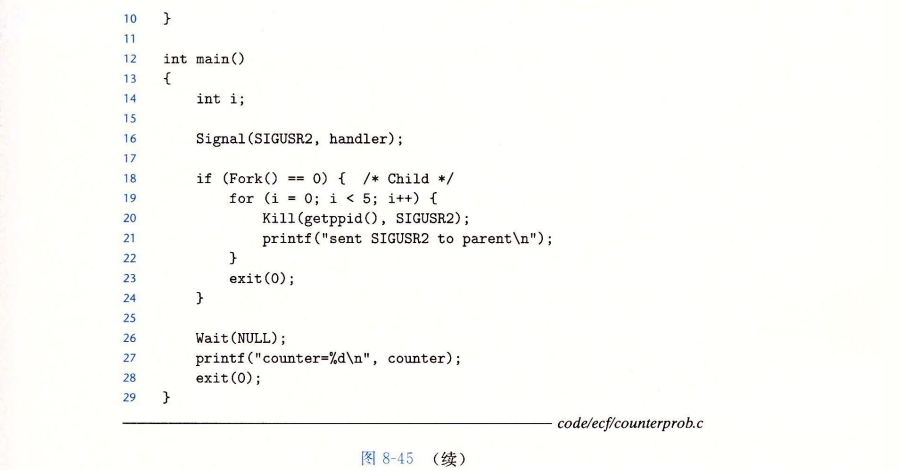 10 }
11
12 int main()
13 {
14     int i;
15
16     Signal(SIGUSR2, handler);
17
18     if (Fork() == 0) {  /* Child */
19         for (i = 0; i < 5; i++) {
20             Kill(getppid(), SIGUSR2);
21             printf("sent SIGUSR2 to parent\n");
22         }
23         exit(0);
24     }
25
26     Wait(NULL);
27     printf("counter=%d\n", counter);
28     exit(0);
29 }
code/ecf/counterprob.c
图 8-45 （续）